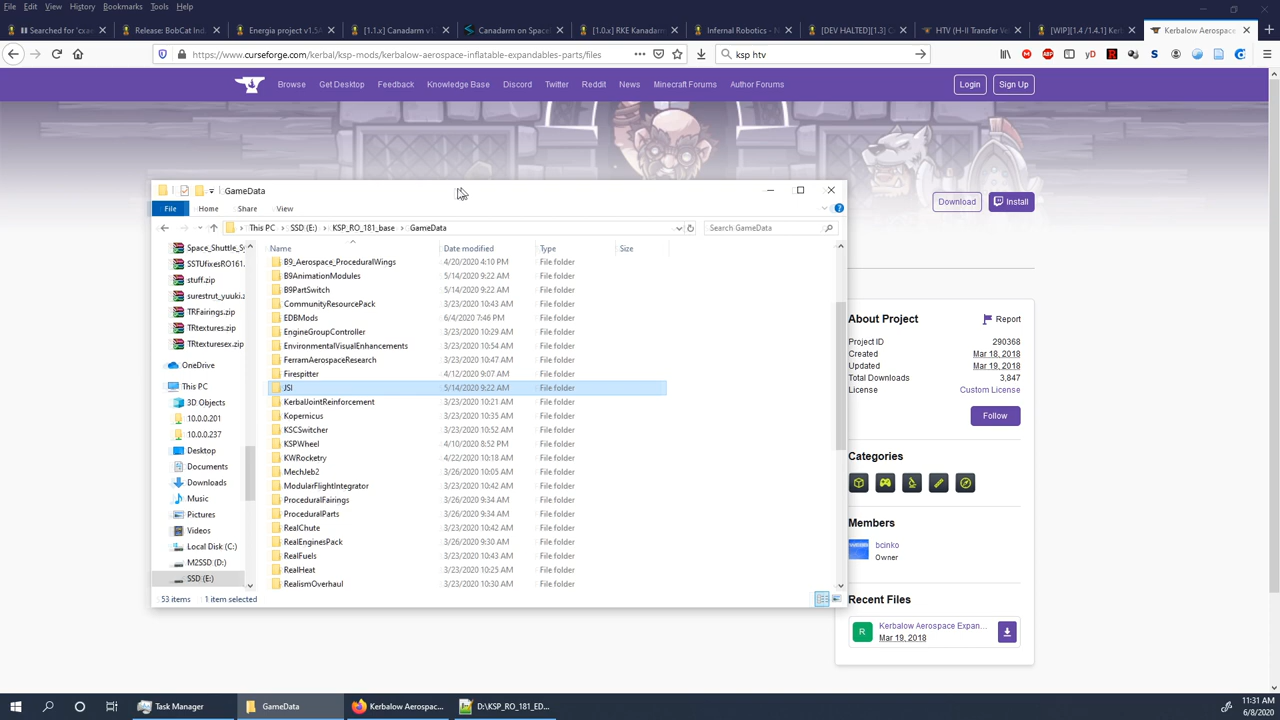 File Edit View History Bookmarks Tools Help
Searched for 'cxae Release: BobCat Ind Energia project v1.5A [1.1.x] Canadarm v1 Canadarm on Space [1.0.x] RKE Kanadarm Infernal Robotics - N [DEV HALTED][1.3] C HTV (H-II Transfer Ve [WIP][1.4 /1.4.1] Kerl Kerbalow Aerospace
https://www.curseforge.com/kerbal/ksp-mods/kerbalow-aerospace-inflatable-expandables-parts/files ksp htv
Browse Get Desktop Feedback Knowledge Base Discord Twitter Reddit News Minecraft Forums Author Forums Login Sign Up
GameData
Download Install
File Home Share View
This PC SSD (E:) KSP_RO_181_base GameData Search GameData
Name Date modified Type Size
Space_Shuttle_Sy
SSTUfixesRO161.
stuff.zip
surestrut_yuuki.z
TRFairings.zip
TRtextures.zip
TRtexturesex.zip
OneDrive
This PC
3D Objects
10.0.0.201
10.0.0.237
Desktop
Documents
Downloads
Music
Pictures
Videos
Local Disk (C:)
M2SSD (D:)
SSD (E:)
B9_Aerospace_ProceduralWings 4/20/2020 4:10 PM File folder
B9AnimationModules 5/14/2020 9:22 AM File folder
B9PartSwitch 5/14/2020 9:22 AM File folder
CommunityResourcePack 3/23/2020 10:43 AM File folder
EDBMods 6/4/2020 7:46 PM File folder
EngineGroupController 3/23/2020 10:29 AM File folder
EnvironmentalVisualEnhancements 3/23/2020 10:54 AM File folder
FerramAerospaceResearch 3/23/2020 10:47 AM File folder
Firespitter 4/12/2020 9:07 AM File folder
JSI 5/14/2020 9:22 AM File folder
KerbalJointReinforcement 3/23/2020 10:21 AM File folder
Kopernicus 3/23/2020 10:35 AM File folder
KSCSwitcher 3/23/2020 10:52 AM File folder
KSPWheel 4/10/2020 8:52 PM File folder
KWRocketry 4/22/2020 10:18 AM File folder
MechJeb2 3/26/2020 10:05 AM File folder
ModularFlightIntegrator 3/23/2020 10:42 AM File folder
ProceduralFairings 3/26/2020 9:34 AM File folder
ProceduralParts 3/26/2020 9:34 AM File folder
RealChute 3/23/2020 10:42 AM File folder
RealEnginesPack 3/26/2020 9:30 AM File folder
RealFuels 3/23/2020 10:43 AM File folder
RealHeat 3/23/2020 10:25 AM File folder
RealismOverhaul 3/23/2020 10:30 AM File folder
53 items 1 item selected
About Project Report
Project ID 290368
Created Mar 18, 2018
Updated Mar 19, 2018
Total Downloads 3,847
License Custom License
Follow
Categories
Members
bcinko
Owner
Recent Files
R Kerbalow Aerospace Expan...
Mar 19, 2018
Task Manager GameData Kerbalow Aerospac... D:\KSP_RO_181_ED...
11:31 AM
6/8/2020